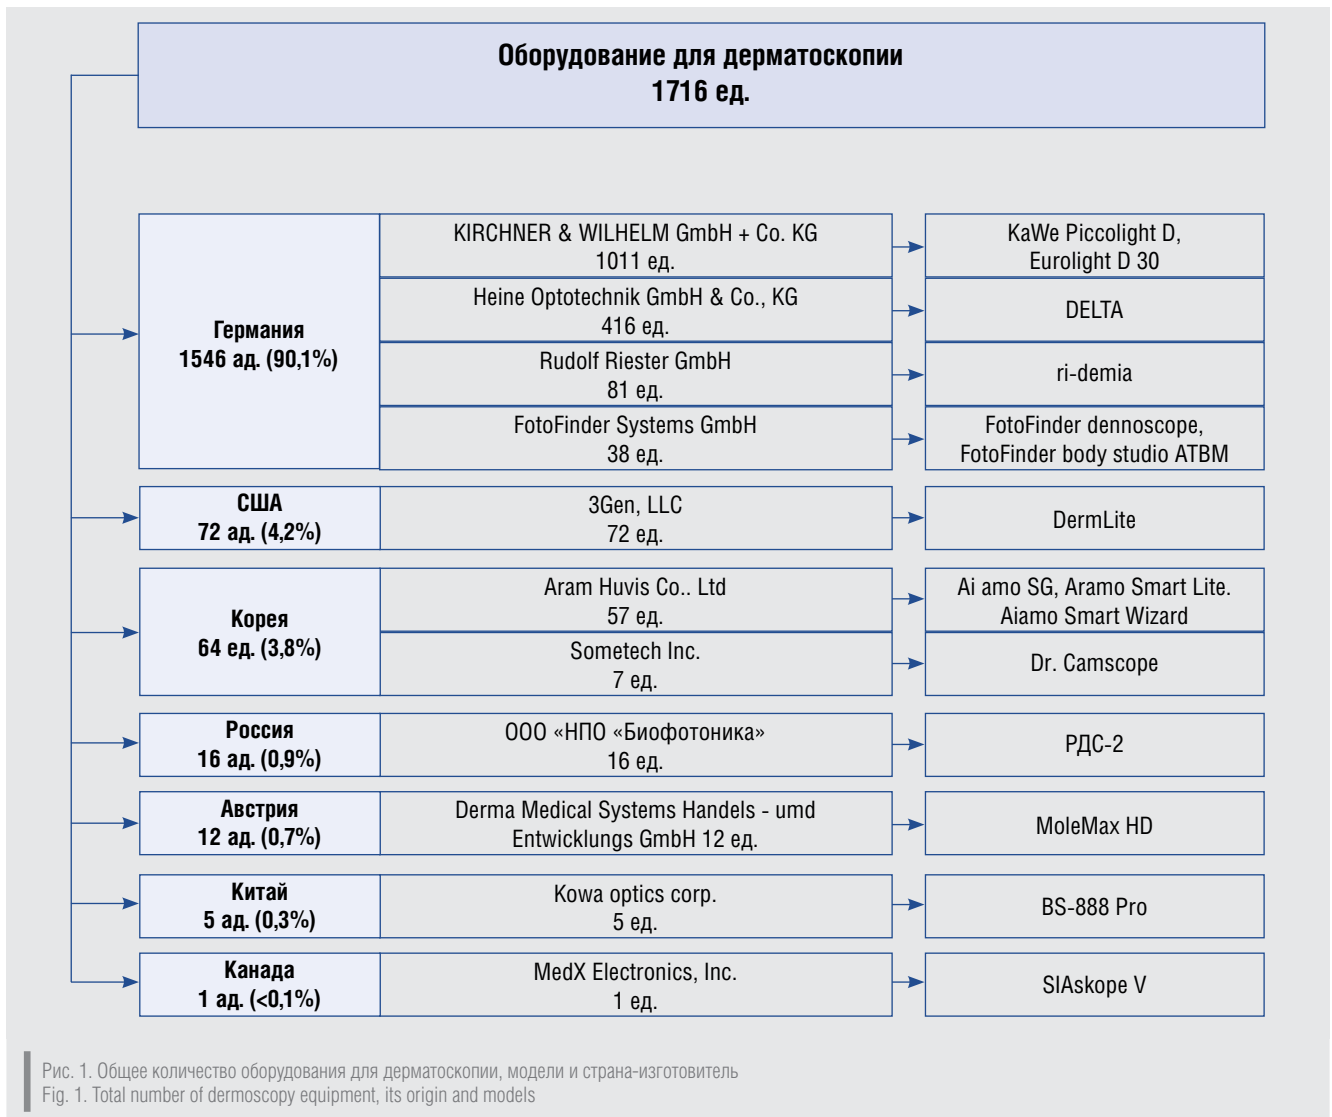 Оборудование для дерматоскопии
1716 ед.
Германия
1546 ад. (90,1%)
KIRCHNER & WILHELM GmbH + Co. KG
1011 ед.
KaWe Piccolight D,
Eurolight D 30
Heine Optotechnik GmbH & Co., KG
416 ед.
DELTA
Rudolf Riester GmbH
81 ед.
ri-demia
FotoFinder Systems GmbH
38 ед.
FotoFinder dennoscope,
FotoFinder body studio ATBM
США
72 ад. (4,2%)
3Gen, LLC
72 ед.
DermLite
Корея
64 ед. (3,8%)
Aram Huvis Co.. Ltd
57 ед.
Ai amo SG, Aramo Smart Lite.
Aiamo Smart Wizard
Sometech Inc.
7 ед.
Dr. Camscope
Россия
16 ад. (0,9%)
ООО «НПО «Биофотоника»
16 ед.
РДС-2
Австрия
12 ад. (0,7%)
Derma Medical Systems Handels - umd
Entwicklungs GmbH 12 ед.
MoleMax HD
Китай
5 ад. (0,3%)
Kowa optics corp.
5 ед.
BS-888 Pro
Канада
1 ад. (<0,1%)
MedX Electronics, Inc.
1 ед.
SIAskope V
Рис. 1. Общее количество оборудования для дерматоскопии, модели и страна-изготовитель
Fig. 1. Total number of dermoscopy equipment, its origin and models